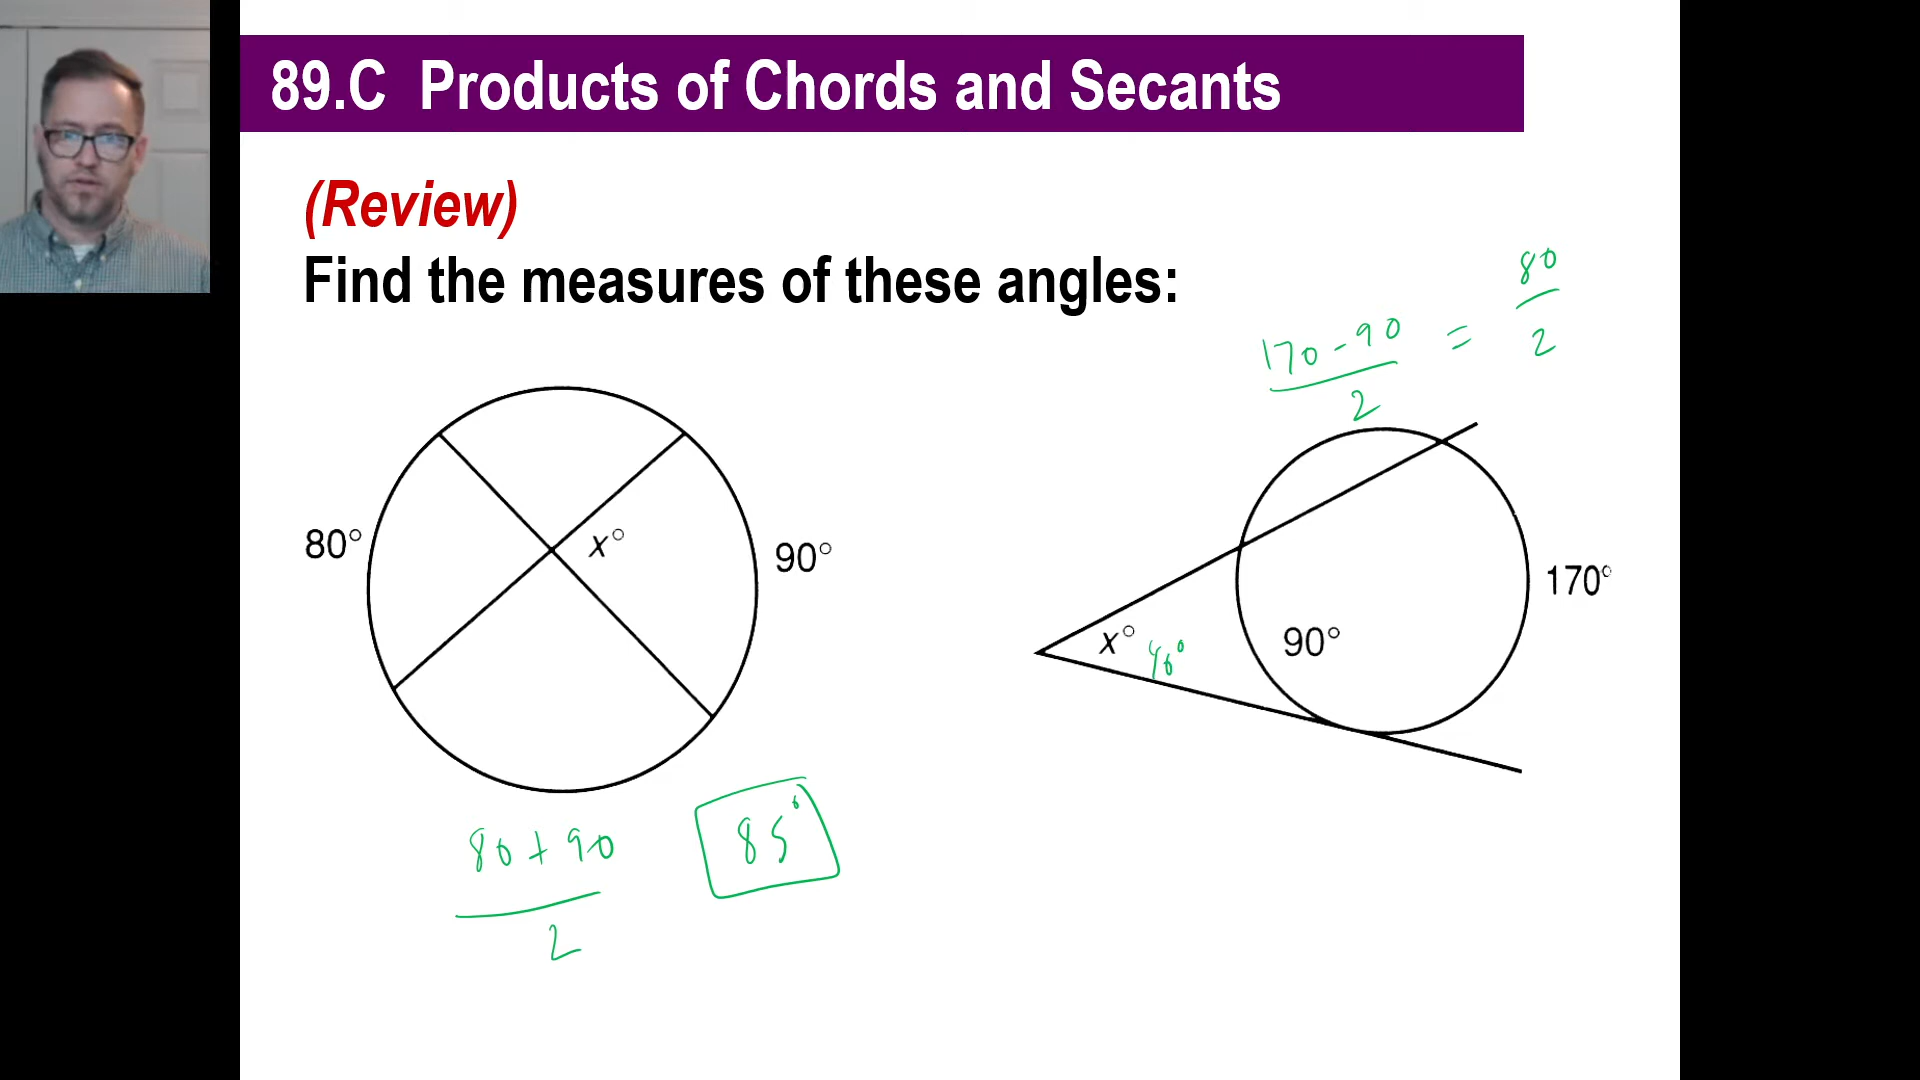 89.C Products of Chords and Secants
(Review)
Find the measures of these angles:
80
170 - 90 =
2
2
80°
x°
90°
170°
x° 40°
90°
80 + 90
2
85°